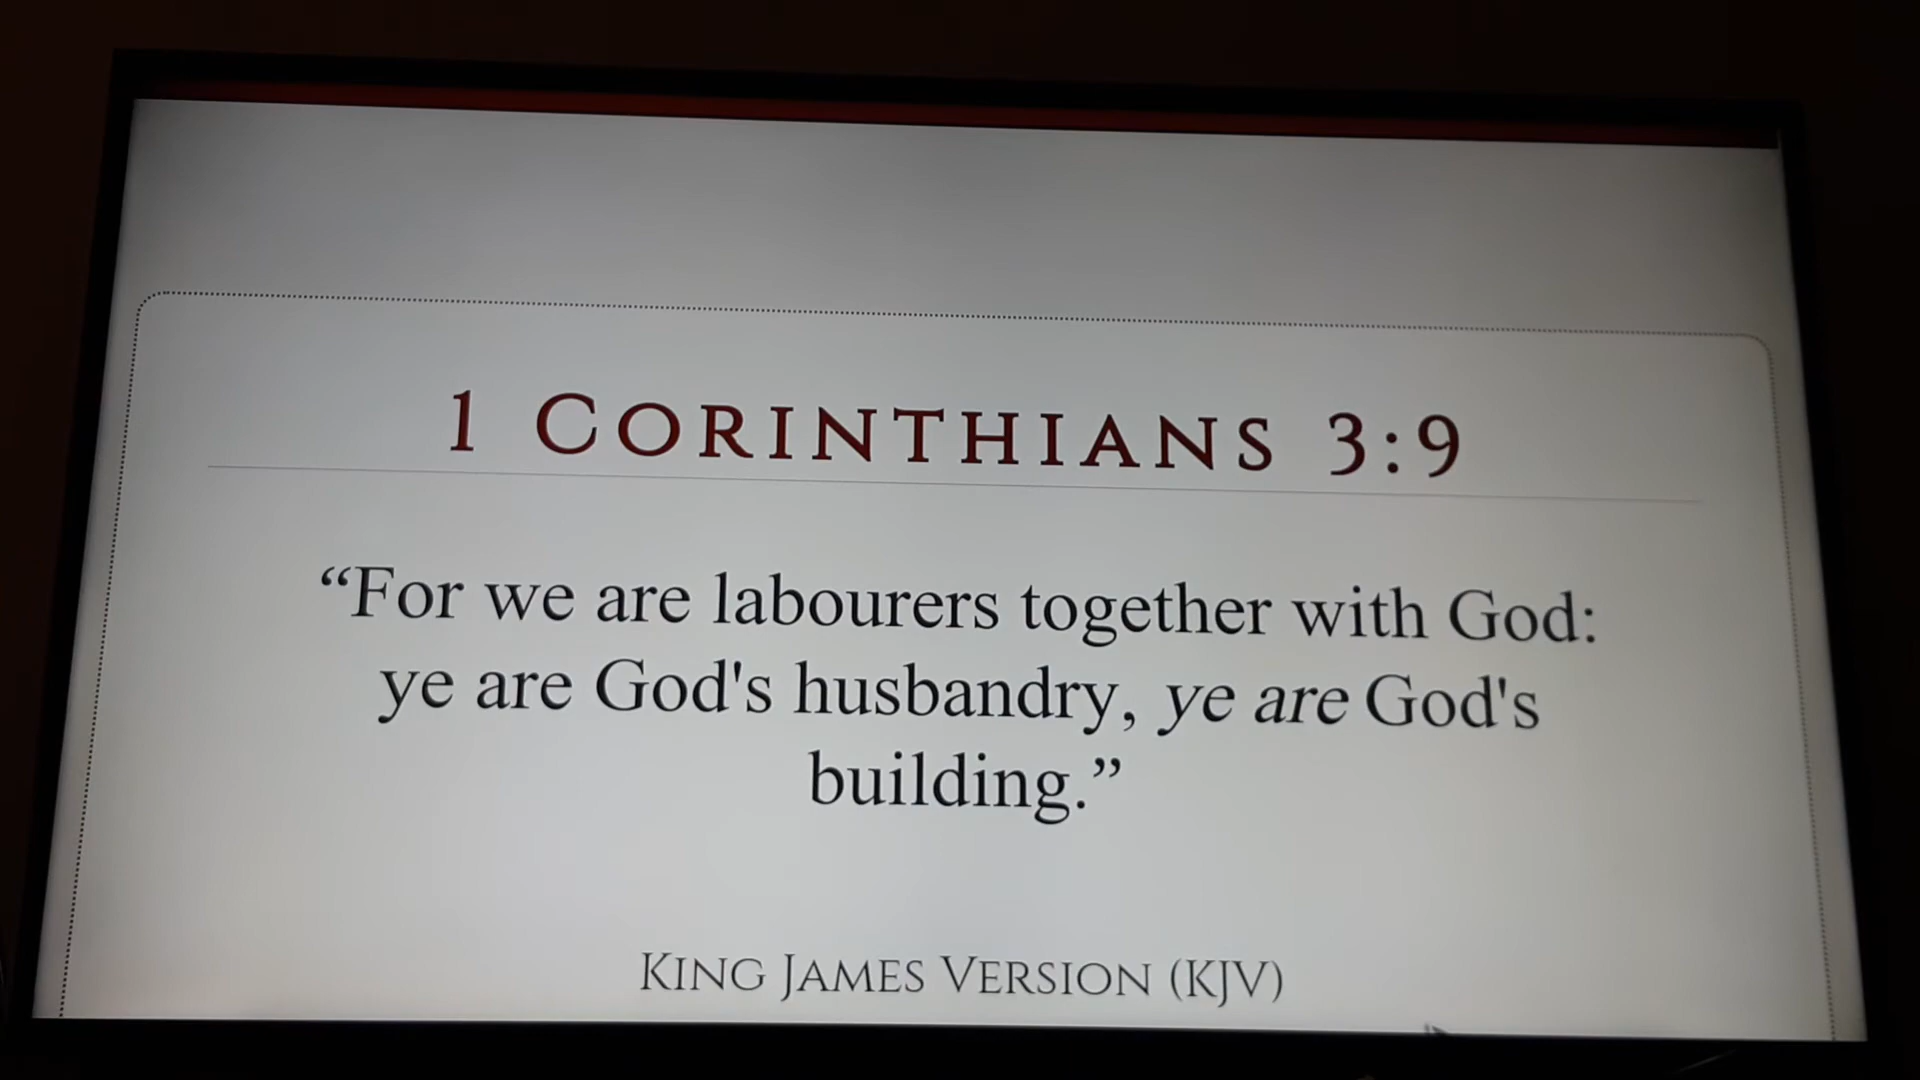 1 CORINTHIANS 3:9
“For we are labourers together with God:
ye are God's husbandry, ye are God's
building.”
KING JAMES VERSION (KJV)